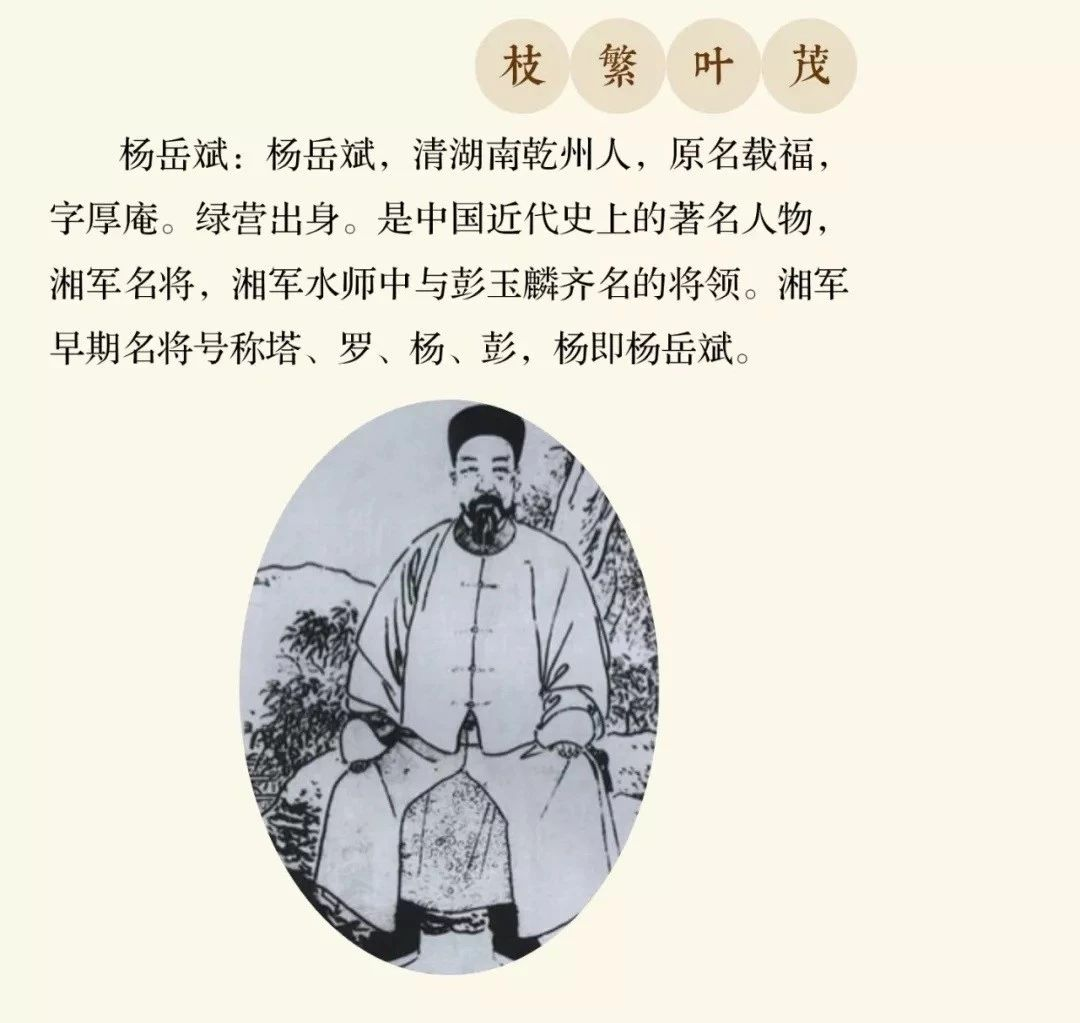 枝繁叶茂
杨岳斌：杨岳斌，清湖南乾州人，原名载福，
字厚庵。绿营出身。是中国近代史上的著名人物，
湘军名将，湘军水师中与彭玉麟齐名的将领。湘军
早期名将号称塔、罗、杨、彭，杨即杨岳斌。